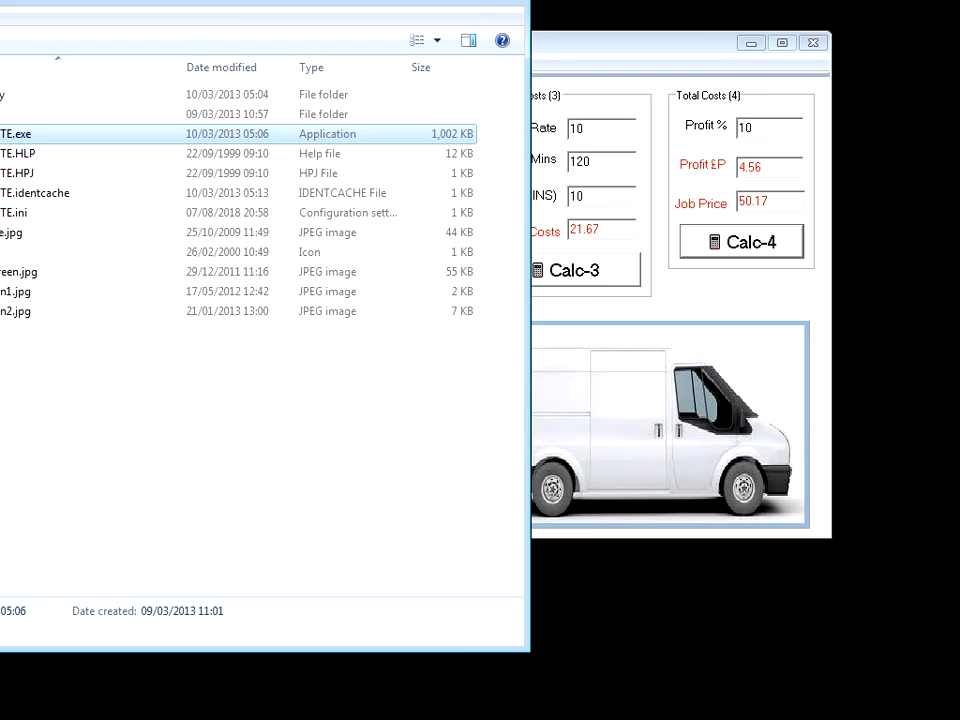 Date modified Type Size
y 10/03/2013 05:04 File folder
09/03/2013 10:57 File folder
TE.exe 10/03/2013 05:06 Application 1,002 KB
TE.HLP 22/09/1999 09:10 Help file 12 KB
TE.HPJ 22/09/1999 09:10 HPJ File 1 KB
TE.identcache 10/03/2013 05:13 IDENTCACHE File 1 KB
TE.ini 07/08/2018 20:58 Configuration sett... 1 KB
e.jpg 25/10/2009 11:49 JPEG image 44 KB
26/02/2000 10:49 Icon 1 KB
reen.jpg 29/12/2011 11:16 JPEG image 55 KB
n1.jpg 17/05/2012 12:42 JPEG image 2 KB
n2.jpg 21/01/2013 13:00 JPEG image 7 KB
05:06 Date created: 09/03/2013 11:01
osts (3)
Rate 10
Mins 120
INS) 10
Costs 21.67
Calc-3
Total Costs (4)
Profit % 10
Profit £P 4.56
Job Price 50.17
Calc-4